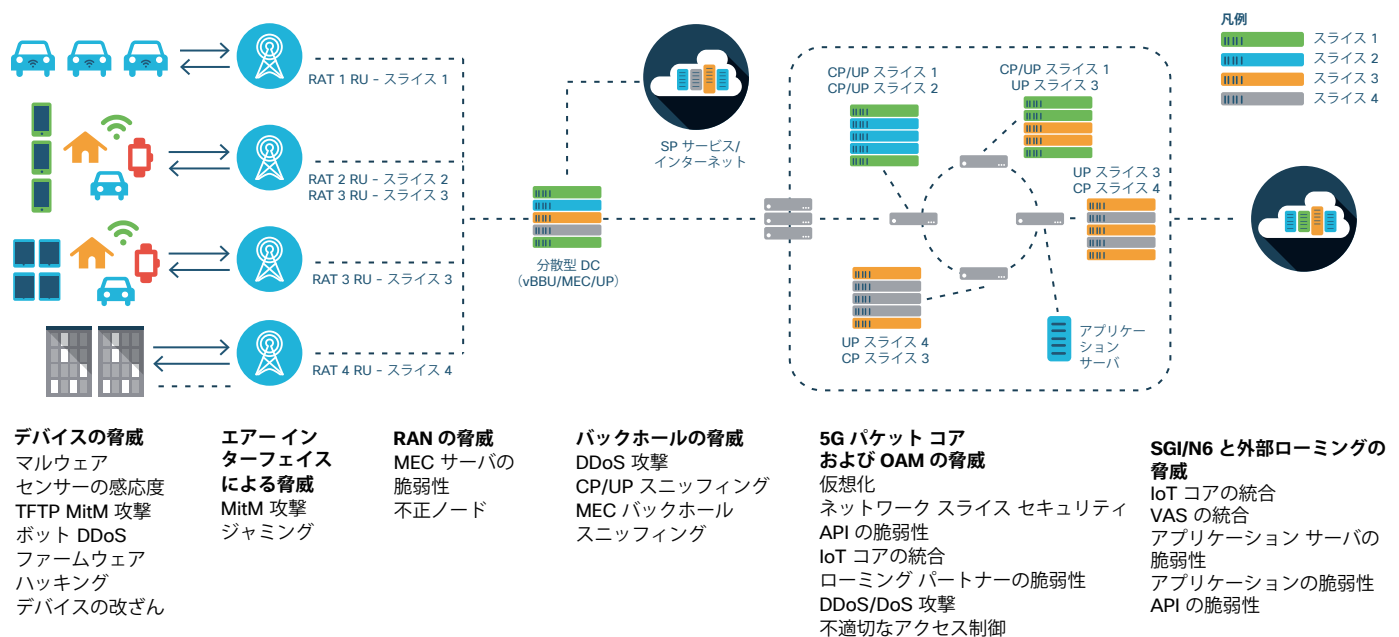 凡例
スライス 1
スライス 2
スライス 3
スライス 4
RAT 1 RU – スライス 1
RAT 2 RU – スライス 2
RAT 3 RU – スライス 3
RAT 3 RU – スライス 3
RAT 4 RU – スライス 4
SP サービス/
インターネット
分散型 DC
(vBBU/MEC/UP)
CP/UP スライス 1
CP/UP スライス 2
CP/UP スライス 1
UP スライス 3
UP スライス 3
CP スライス 4
UP スライス 4
CP スライス 3
アプリケー
ション
サーバ
デバイスの脅威
マルウェア
センサーの感応度
TFTP MitM 攻撃
ボット DDoS
ファームウェア
ハッキング
デバイスの改ざん
エアー イン
ターフェイス
による脅威
MitM 攻撃
ジャミング
RAN の脅威
MEC サーバの
脆弱性
不正ノード
バックホールの脅威
DDoS 攻撃
CP/UP スニッフィング
MEC バックホール
スニッフィング
5G パケット コア
および OAM の脅威
仮想化
ネットワーク スライス セキュリティ
API の脆弱性
IoT コアの統合
ローミング パートナーの脆弱性
DDoS/DoS 攻撃
不適切なアクセス制御
SGI/N6 と外部ローミングの
脅威
IoT コアの統合
VAS の統合
アプリケーション サーバの
脆弱性
アプリケーションの脆弱性
API の脆弱性